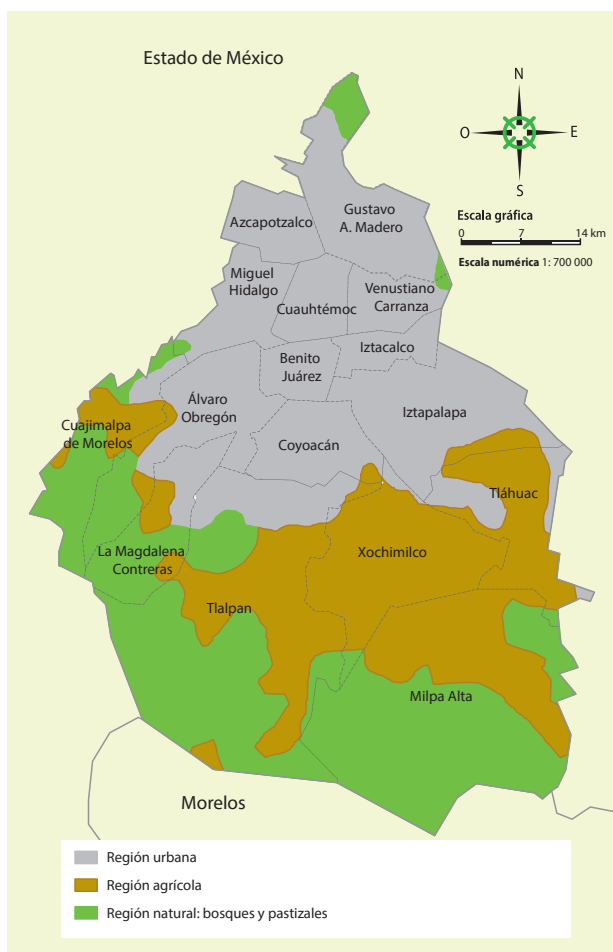 Estado de México
N
O
E
S
Escala gráfica
0 7 14 km
Escala numérica 1: 700 000
Gustavo
A. Madero
Azcapotzalco
Miguel
Hidalgo
Cuauhtémoc
Venustiano
Carranza
Iztacalco
Benito
Juárez
Álvaro
Obregón
Iztapalapa
Cuajimalpa
de Morelos
Coyoacán
Tláhuac
La Magdalena
Contreras
Xochimilco
Tlalpan
Milpa Alta
Morelos
Región urbana
Región agrícola
Región natural: bosques y pastizales